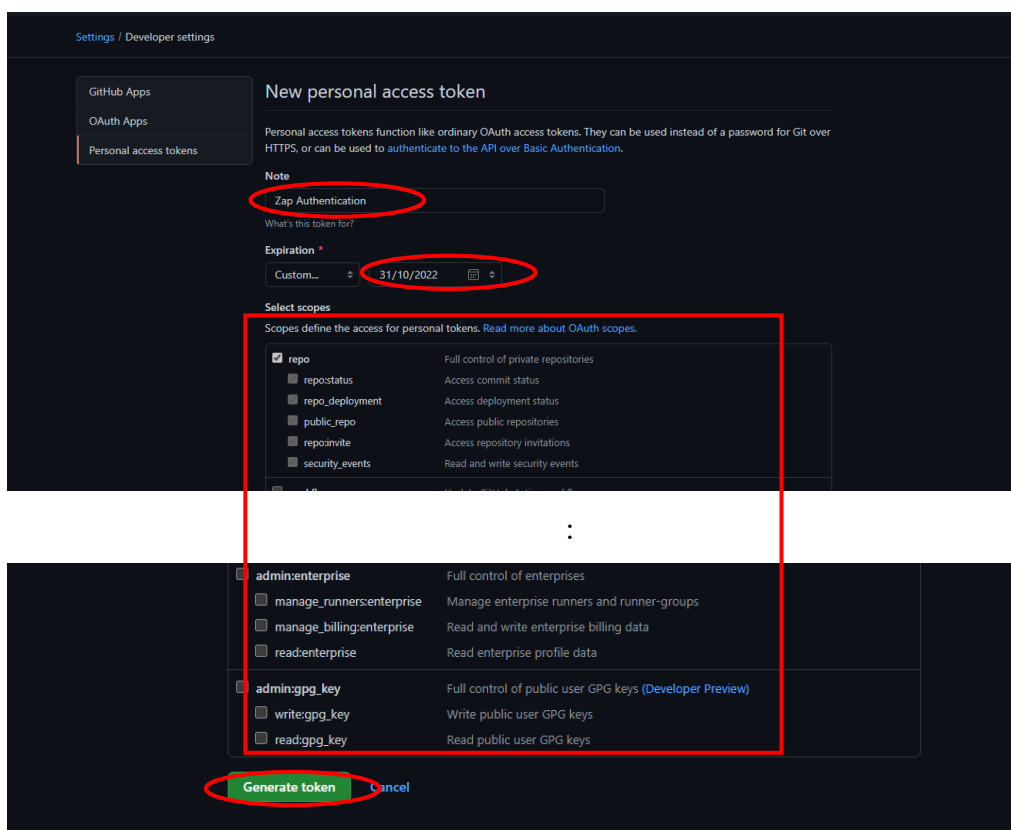 Settings / Developer settings
GitHub Apps
OAuth Apps
Personal access tokens
New personal access token
Personal access tokens function like ordinary OAuth access tokens. They can be used instead of a password for Git over
HTTPS, or can be used to authenticate to the API over Basic Authentication.
Note
Zap Authentication
What's this token for?
Expiration *
Custom... 31/10/2022
Select scopes
Scopes define the access for personal tokens. Read more about OAuth scopes.
repo Full control of private repositories
repo:status Access commit status
repo_deployment Access deployment status
public_repo Access public repositories
repo:invite Access repository invitations
security_events Read and write security events
:
admin:enterprise Full control of enterprises
manage_runners:enterprise Manage enterprise runners and runner-groups
manage_billing:enterprise Read and write enterprise billing data
read:enterprise Read enterprise profile data
admin:gpg_key Full control of public user GPG keys (Developer Preview)
write:gpg_key Write public user GPG keys
read:gpg_key Read public user GPG keys
Generate token Cancel